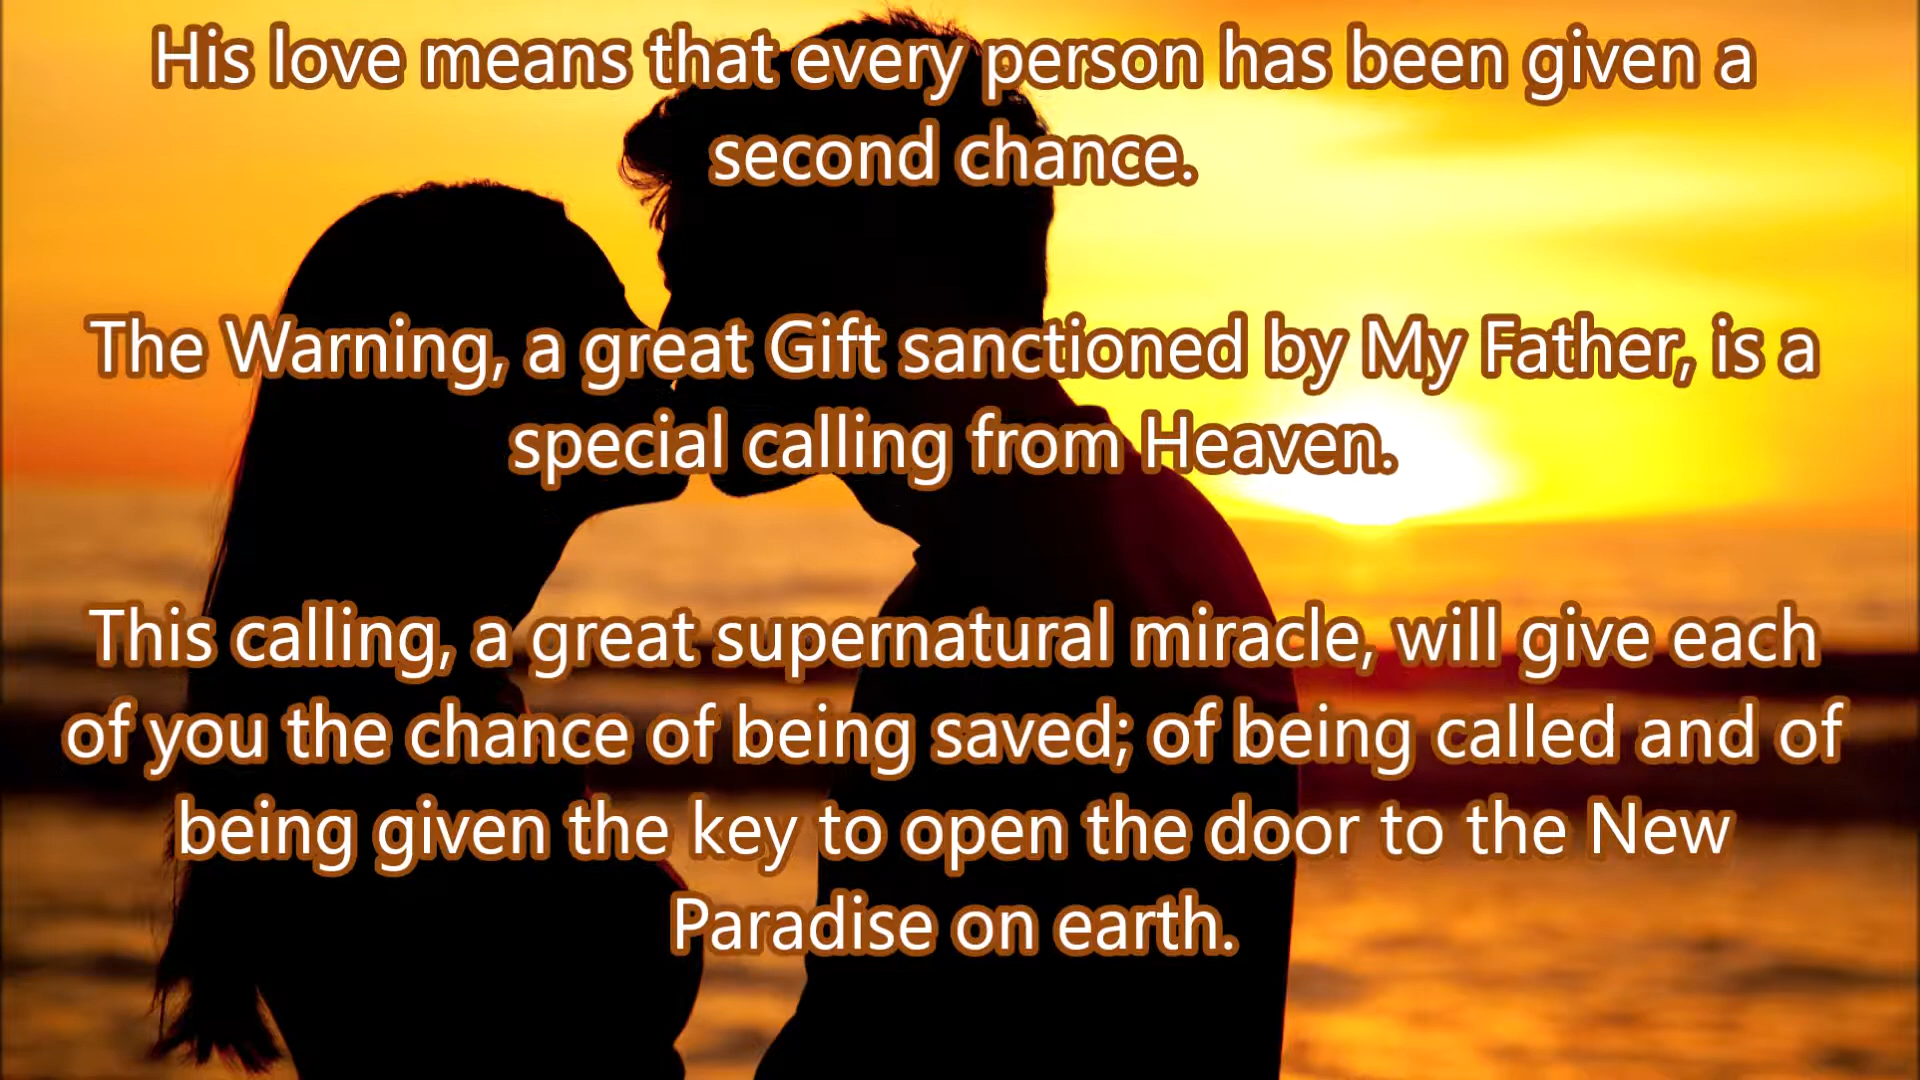 His love means that every person has been given a
second chance.
The Warning, a great Gift sanctioned by My Father, is a
special calling from Heaven.
This calling, a great supernatural miracle, will give each
of you the chance of being saved; of being called and of
being given the key to open the door to the New
Paradise on earth.